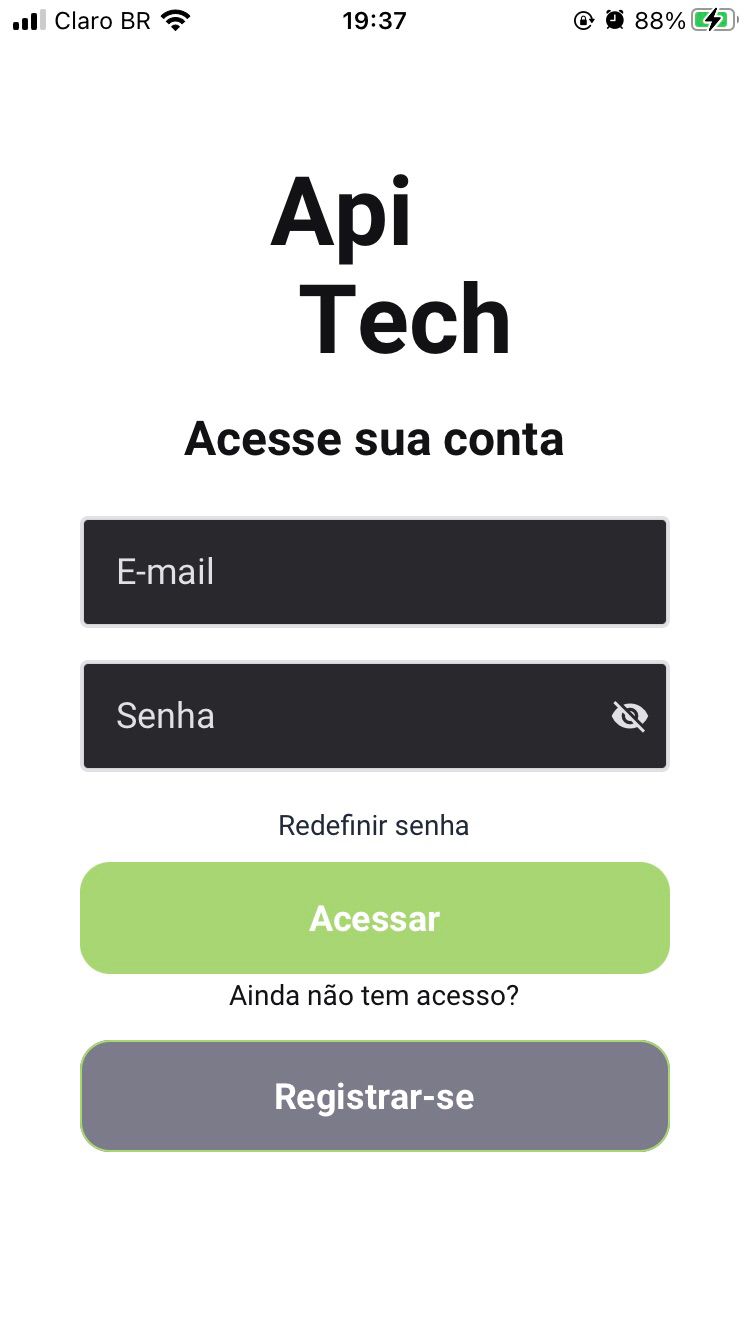 Claro BR 19:37 88%
Api
Tech
Acesse sua conta
E-mail
Senha
Redefinir senha
Acessar
Ainda não tem acesso?
Registrar-se